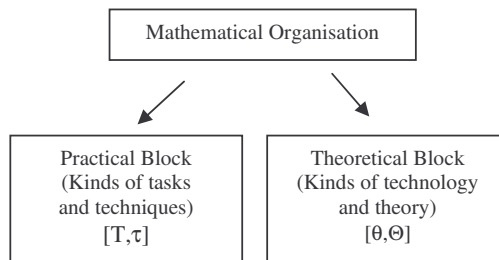 Mathematical Organisation
Practical Block
(Kinds of tasks
and techniques)
[T,τ]
Theoretical Block
(Kinds of technology
and theory)
[θ,Θ]